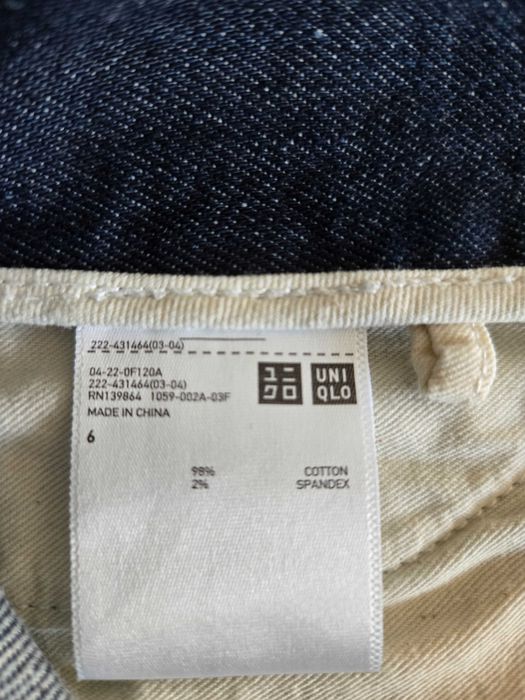 222-431464(03-04)
04-22-0F120A
222-431464(03-04)
RN139864 1059-002A-03F
MADE IN CHINA
ユニ
クロ
UNI
QLO
6
98% COTTON
2% SPANDEX